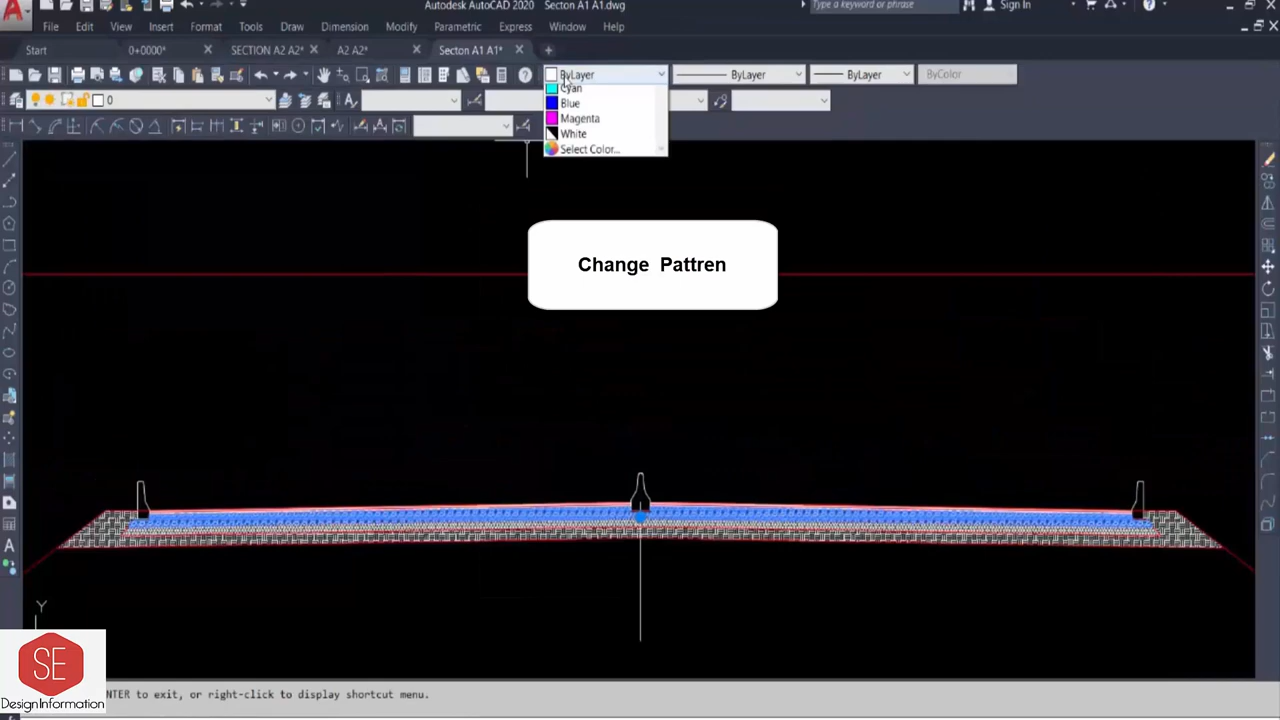 Autodesk AutoCAD 2020 Secton A1 A1.dwg
Type a keyword or phrase
Sign In
File Edit View Insert Format Tools Draw Dimension Modify Parametric Express Window Help
Start 0+0000* SECTION A2 A2* A2 A2* Secton A1 A1*
ByLayer ByLayer ByLayer ByColor
Cyan
0
Blue
Magenta
White
Select Color...
Change Pattren
Y
SE
Design Information
NTER to exit, or right-click to display shortcut menu.
A